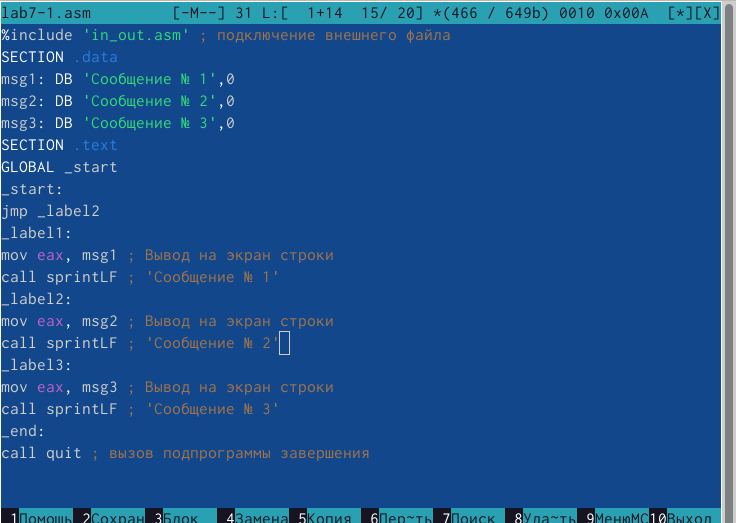 lab7-1.asm [-M--] 31 L:[ 1+14 15/ 20] *(466 / 649b) 0010 0x00A [*][X]
%include 'in_out.asm' ; подключение внешнего файла
SECTION .data
msg1: DB 'Сообщение № 1',0
msg2: DB 'Сообщение № 2',0
msg3: DB 'Сообщение № 3',0
SECTION .text
GLOBAL _start
_start:
jmp _label2
_label1:
mov eax, msg1 ; Вывод на экран строки
call sprintLF ; 'Сообщение № 1'
_label2:
mov eax, msg2 ; Вывод на экран строки
call sprintLF ; 'Сообщение № 2'
_label3:
mov eax, msg3 ; Вывод на экран строки
call sprintLF ; 'Сообщение № 3'
_end:
call quit ; вызов подпрограммы завершения
1Помощь 2Сохран 3Блок 4Замена 5Копия 6Пер~ть 7Поиск 8Уда~ть 9МенюМС 10Выход